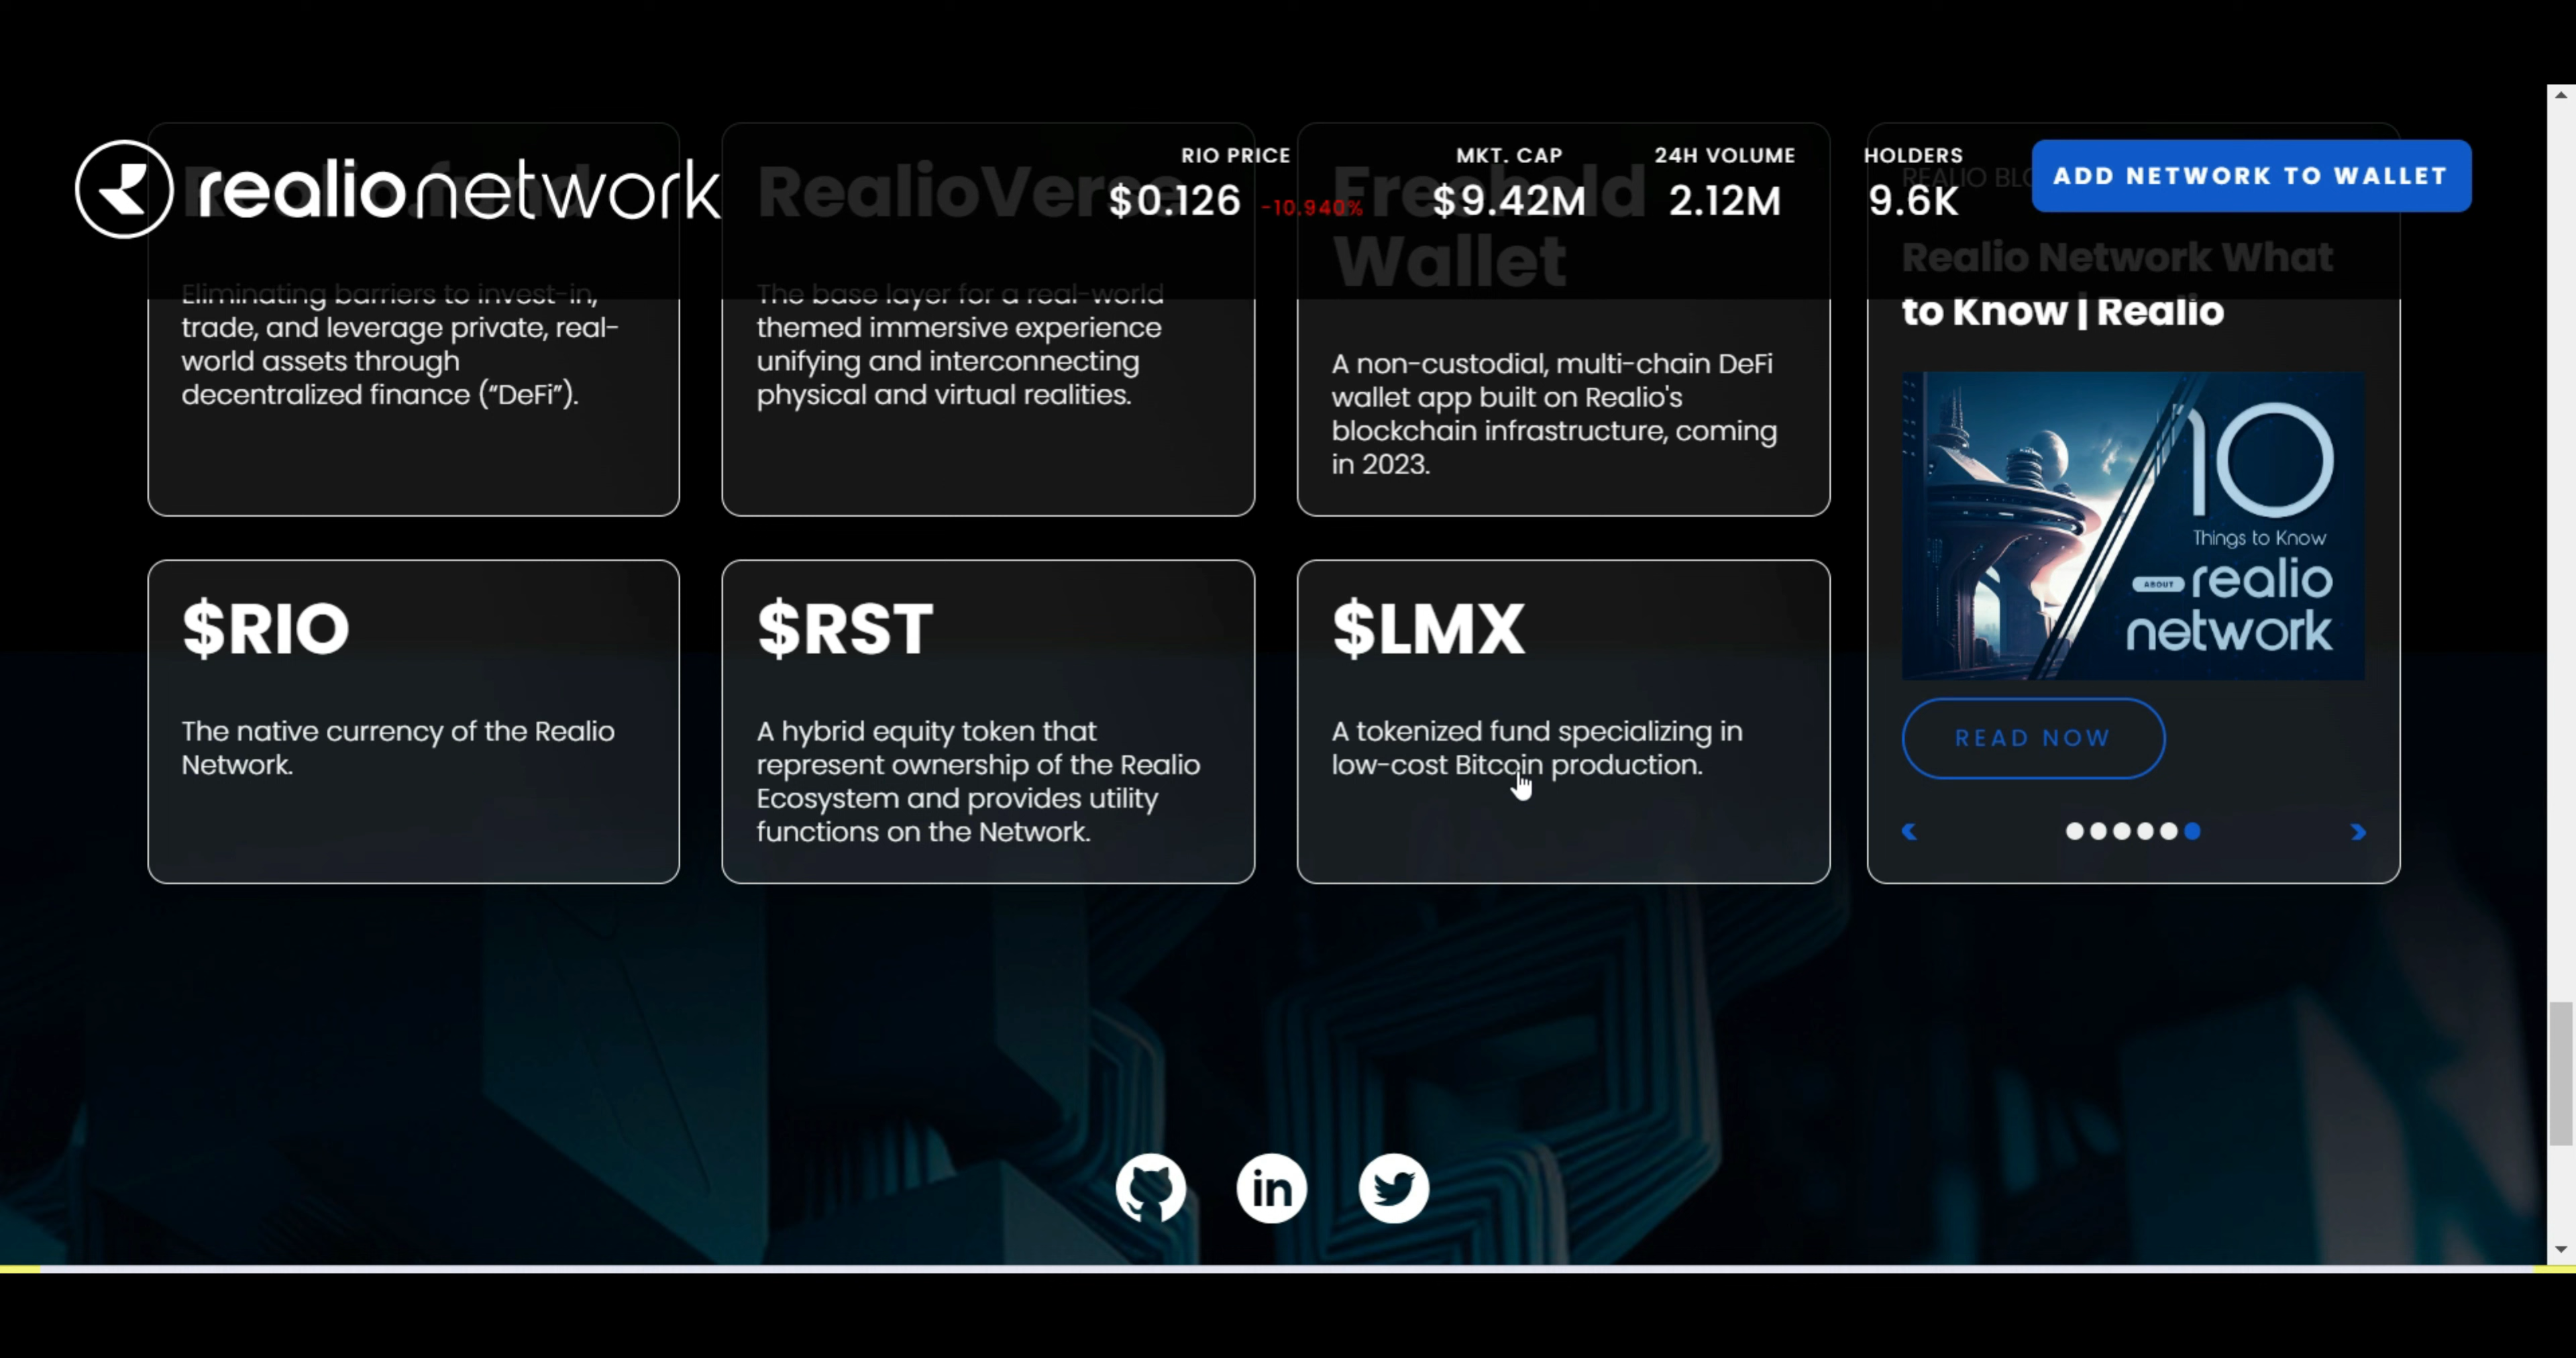 realionetwork
RIO PRICE
$0.126 -10.940%
MKT. CAP
$9.42M
24H VOLUME
2.12M
HOLDERS
9.6K
ADD NETWORK TO WALLET
Eliminating barriers to invest-in,
trade, and leverage private, real-
world assets through
decentralized finance (“DeFi”).
RealioVerse
The base layer for a real-world
themed immersive experience
unifying and interconnecting
physical and virtual realities.
Freehold
Wallet
A non-custodial, multi-chain DeFi
wallet app built on Realio's
blockchain infrastructure, coming
in 2023.
REALIO
Realio Network What
to Know | Realio
10
Things to Know
ABOUT realio
network
READ NOW
$RIO
The native currency of the Realio
Network.
$RST
A hybrid equity token that
represent ownership of the Realio
Ecosystem and provides utility
functions on the Network.
$LMX
A tokenized fund specializing in
low-cost Bitcoin production.
in